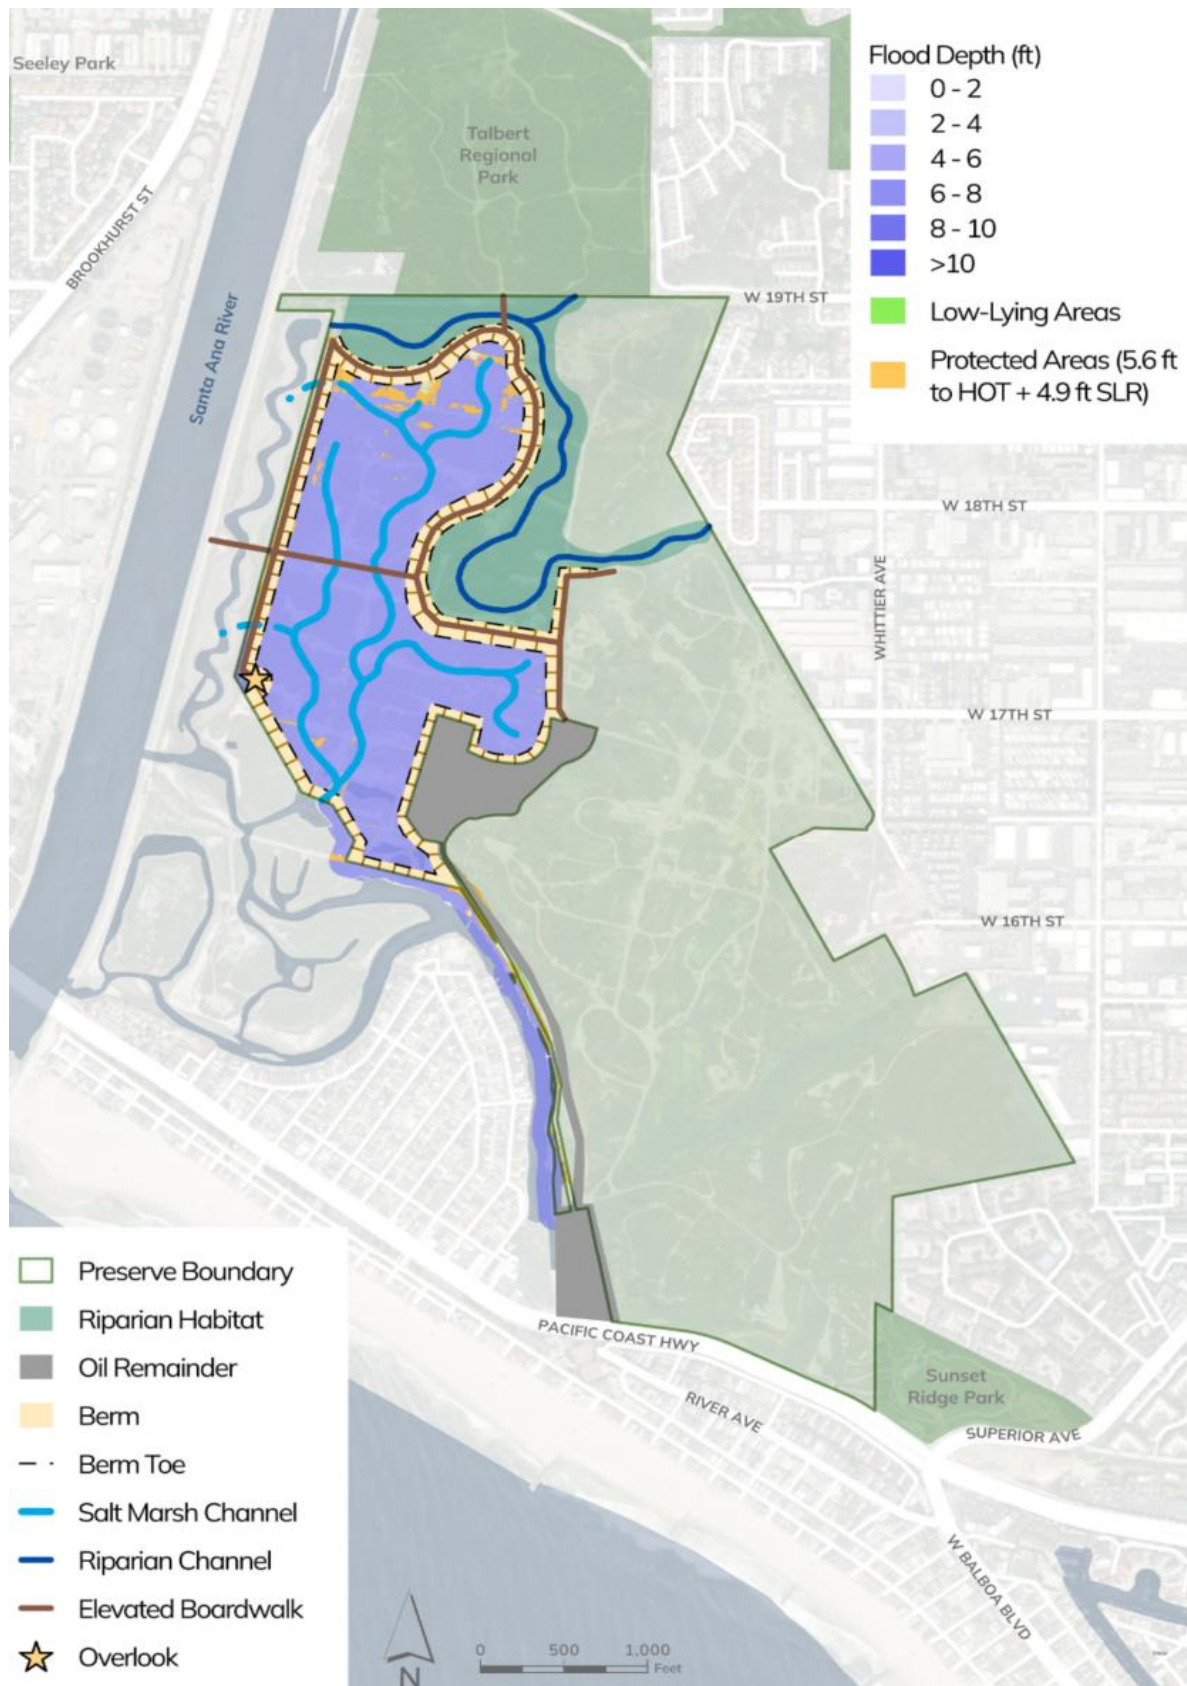 Seeley Park
BROOKHURST ST
Santa Ana River
Talbert
Regional
Park
W 19TH ST
W 18TH ST
WHITTIER AVE
W 17TH ST
W 16TH ST
PACIFIC COAST HWY
RIVER AVE
Sunset
Ridge Park
SUPERIOR AVE
W BALBOA BLVD
Flood Depth (ft)
0 - 2
2 - 4
4 - 6
6 - 8
8 - 10
>10
Low-Lying Areas
Protected Areas (5.6 ft
to HOT + 4.9 ft SLR)
Preserve Boundary
Riparian Habitat
Oil Remainder
Berm
Berm Toe
Salt Marsh Channel
Riparian Channel
Elevated Boardwalk
Overlook
N
0 500 1,000
Feet